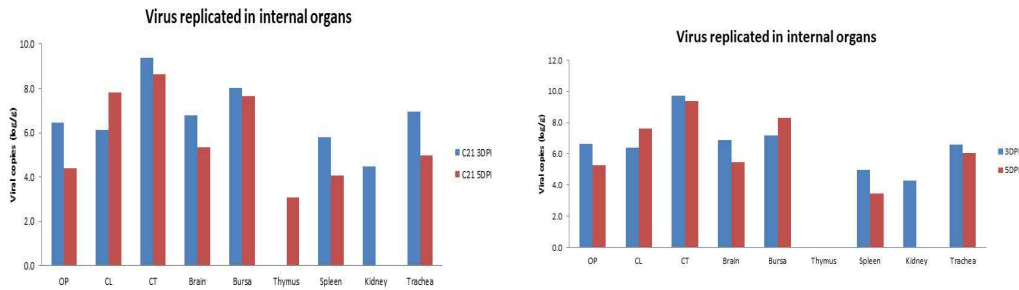 Virus replicated in internal organs
10.0
8.0
6.0
4.0
2.0
0.0
Viral copies (log/g)
OP CL CT Brain Bursa Thymus Spleen Kidney Trachea
C21 3DPI
C21 5DPI
Virus replicated in internal organs
12.0
10.0
8.0
6.0
4.0
2.0
0.0
Viral copies (log/g)
OP CL CT Brain Bursa Thymus Spleen Kidney Trachea
3DPI
5DPI